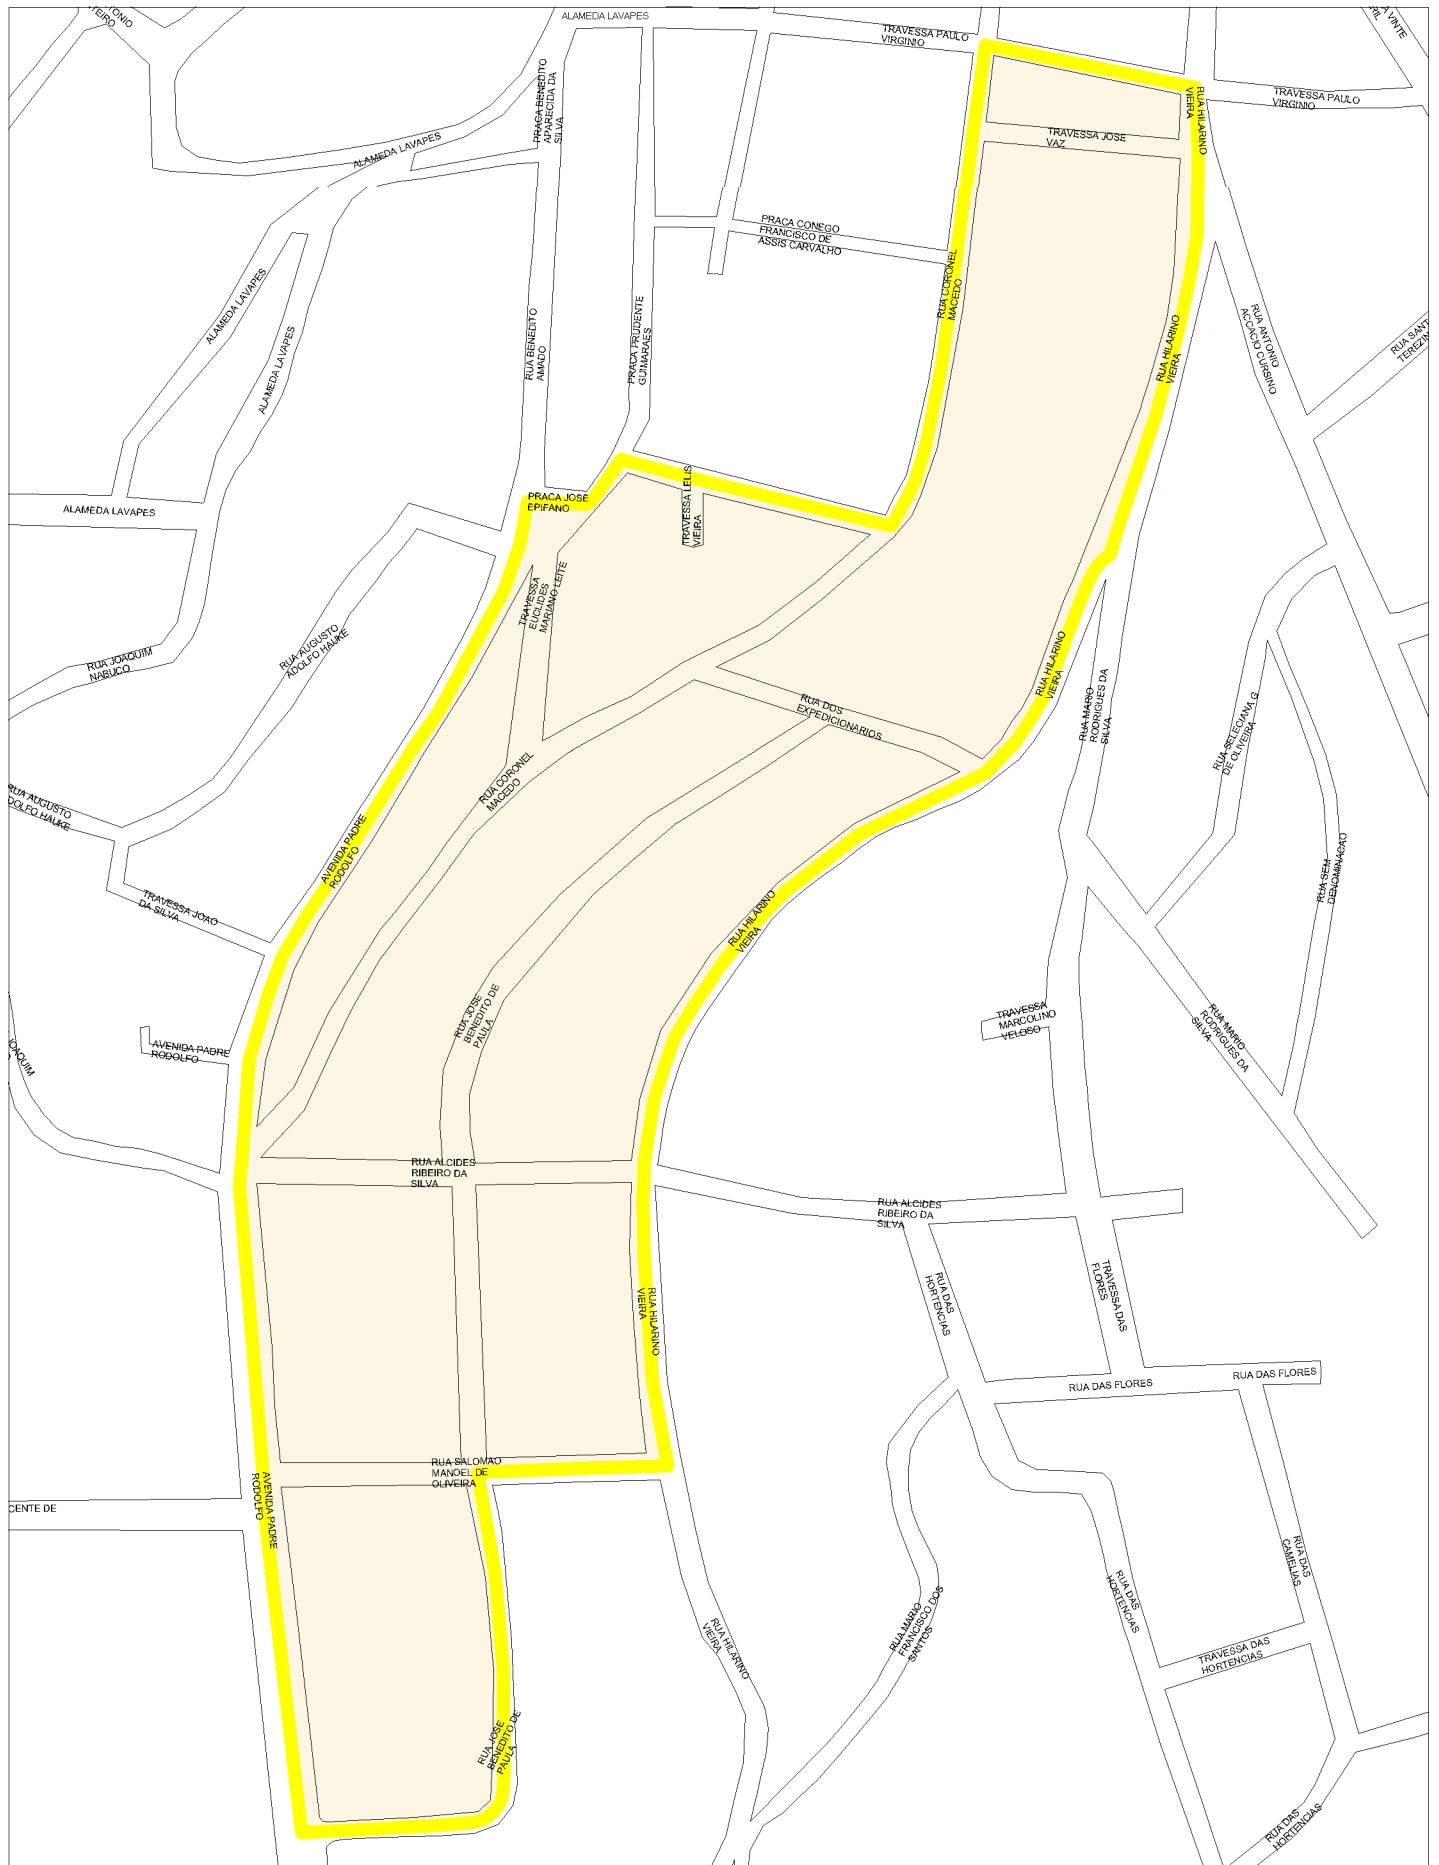 ALAMEDA LAVAPES
TRAVESSA PAULO
VIRGINIO
PRACA BENEDITO
APARECIDA DA
SILVA
ALAMEDA LAVAPES
RUA HILARINO
VIEIRA
TRAVESSA PAULO
VIRGINIO
TRAVESSA JOSE
VAZ
PRACA CONEGO
FRANCISCO DE
ASSIS CARVALHO
RUA CORONEL
MACEDO
ALAMEDA LAVAPES
ALAMEDA LAVAPES
RUA BENEDITO
AMADO
PRACA PRUDENTE
GUIMARAES
RUA HILARINO
VIEIRA
RUA ANTONIO
ACCACIO CURSINO
RUA SANT
TEREZIN
ALAMEDA LAVAPES
PRACA JOSE
EPIFANO
TRAVESSA LELIS
VIEIRA
TRAVESSA
EUCLIDES
MARIANO LEITE
RUA JOAQUIM
NABUCO
RUA AUGUSTO
ADOLFO HAUKE
RUA HILARINO
VIEIRA
RUA MARIO
RODRIGUES DA
SILVA
RUA DOS
EXPEDICIONARIOS
RUA SELECIANA G
DE OLIVEIRA
RUA CORONEL
MACEDO
RUA AUGUSTO
DOLFO HAUKE
AVENIDA PADRE
RODOLFO
RUA SEM
DENOMINACAO
TRAVESSA JOAO
DA SILVA
RUA HILARINO
VIEIRA
RUA JOSE
BENEDITO DE
PAULA
TRAVESSA
MARCOLINO
VELOSO
RUA MARIO
RODRIGUES DA
SILVA
AVENIDA PADRE
RODOLFO
JOAQUIM
RUA ALCIDES
RIBEIRO DA
SILVA
RUA ALCIDES
RIBEIRO DA
SILVA
RUA DAS
HORTENCIAS
TRAVESSA DAS
FLORES
RUA HILARINO
VIEIRA
RUA DAS FLORES
RUA DAS FLORES
RUA SALOMAO
MANOEL DE
OLIVEIRA
AVENIDA PADRE
RODOLFO
CENTE DE
RUA DAS
CAMELIAS
RUA DAS
HORTENCIAS
RUA MARIO
FRANCISCO DOS
SANTOS
RUA HILARINO
VIEIRA
TRAVESSA DAS
HORTENCIAS
RUA JOSE
BENEDITO DE
PAULA
RUA DAS
HORTENCIAS